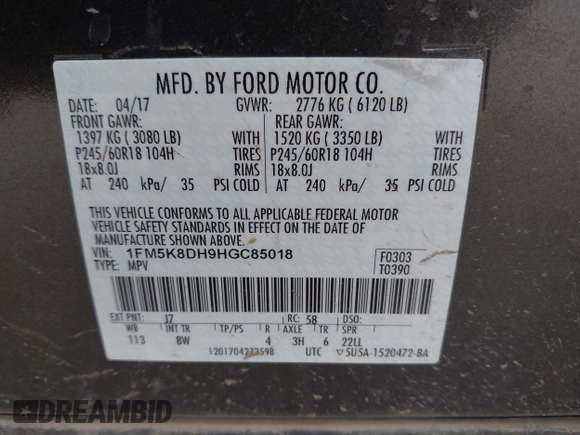 MFD. BY FORD MOTOR CO.
DATE: 04/17 GVWR: 2776 KG ( 6120 LB)
FRONT GAWR: REAR GAWR:
1397 KG ( 3080 LB) WITH 1520 KG ( 3350 LB) WITH
P245/60R18 104H TIRES P245/60R18 104H TIRES
18x8.0J RIMS 18x8.0J RIMS
AT 240 kPa/ 35 PSI COLD AT 240 kPa/ 35 PSI COLD
THIS VEHICLE CONFORMS TO ALL APPLICABLE FEDERAL MOTOR
VEHICLE SAFETY STANDARDS IN EFFECT ON THE DATE OF
MANUFACTURE SHOWN ABOVE.
VIN: 1FM5K8DH9HGC85018 F0303
TYPE: MPV T0390
EXT PNT: J7 RC: 58 DSO:
WB INT TR TP/PS R AXLE TR SPR
113 8W 4 3H 6 22LL
1201704273598 UTC ▽5U5A-1520472-BA
DREAMBID